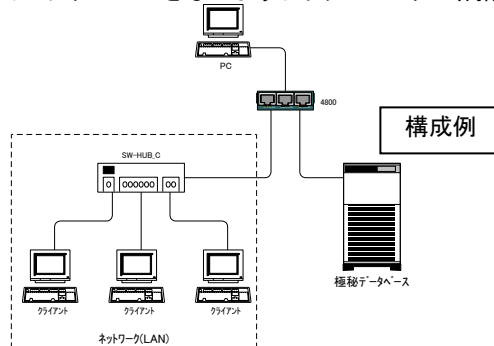 PC
4800
構成例
SW-HUB_C
クライアント
クライアント
クライアント
極秘データベース
ネットワーク(LAN)